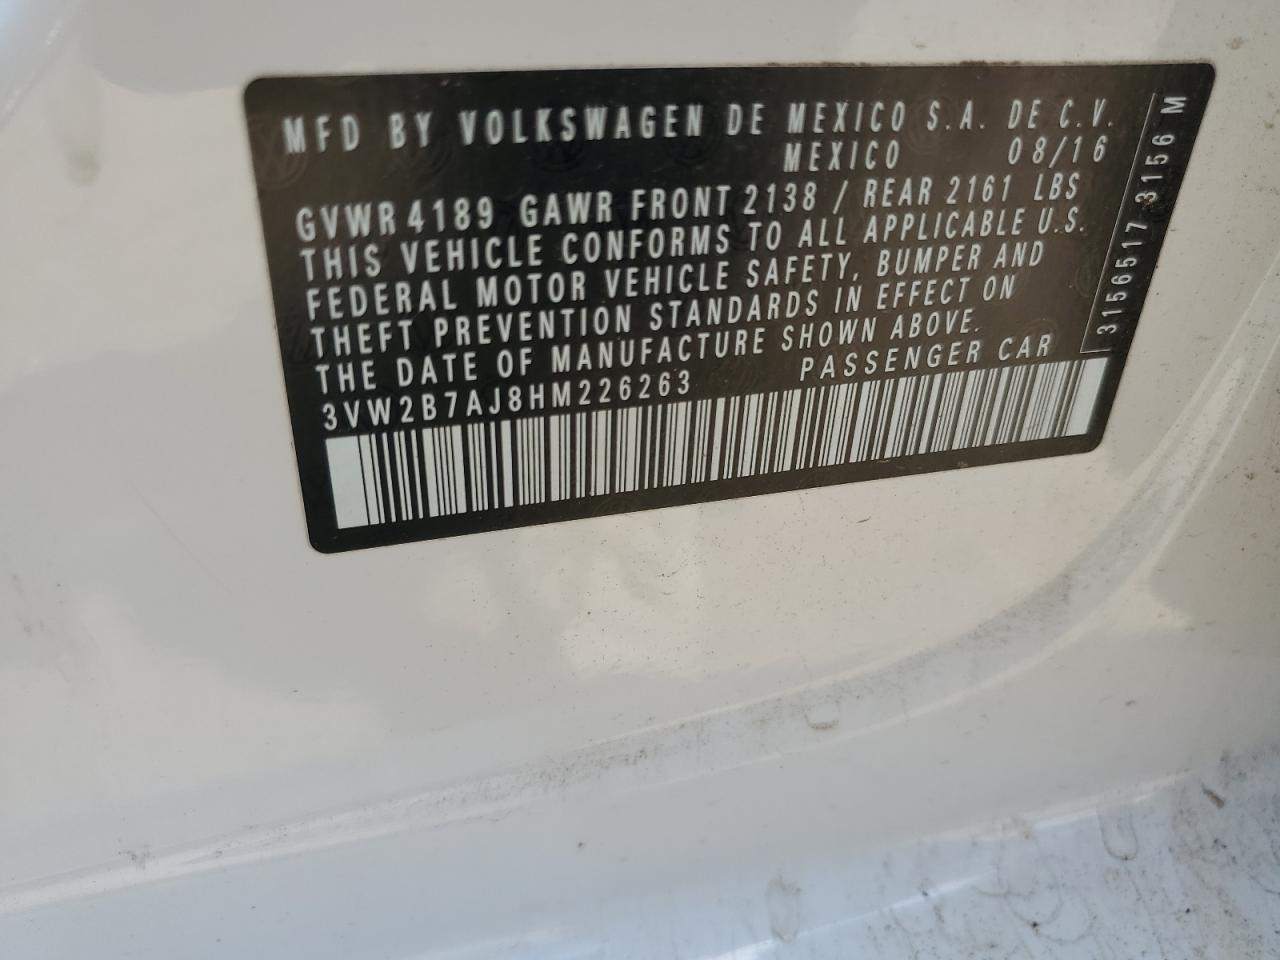 MFD BY VOLKSWAGEN DE MEXICO S.A. DE C.V.
MEXICO 08/16
GVWR 4189 GAWR FRONT 2138 / REAR 2161 LBS
THIS VEHICLE CONFORMS TO ALL APPLICABLE U.S.
FEDERAL MOTOR VEHICLE SAFETY, BUMPER AND
THEFT PREVENTION STANDARDS IN EFFECT ON
THE DATE OF MANUFACTURE SHOWN ABOVE.
3VW2B7AJ8HM226263 PASSENGER CAR
3156517 3156 M